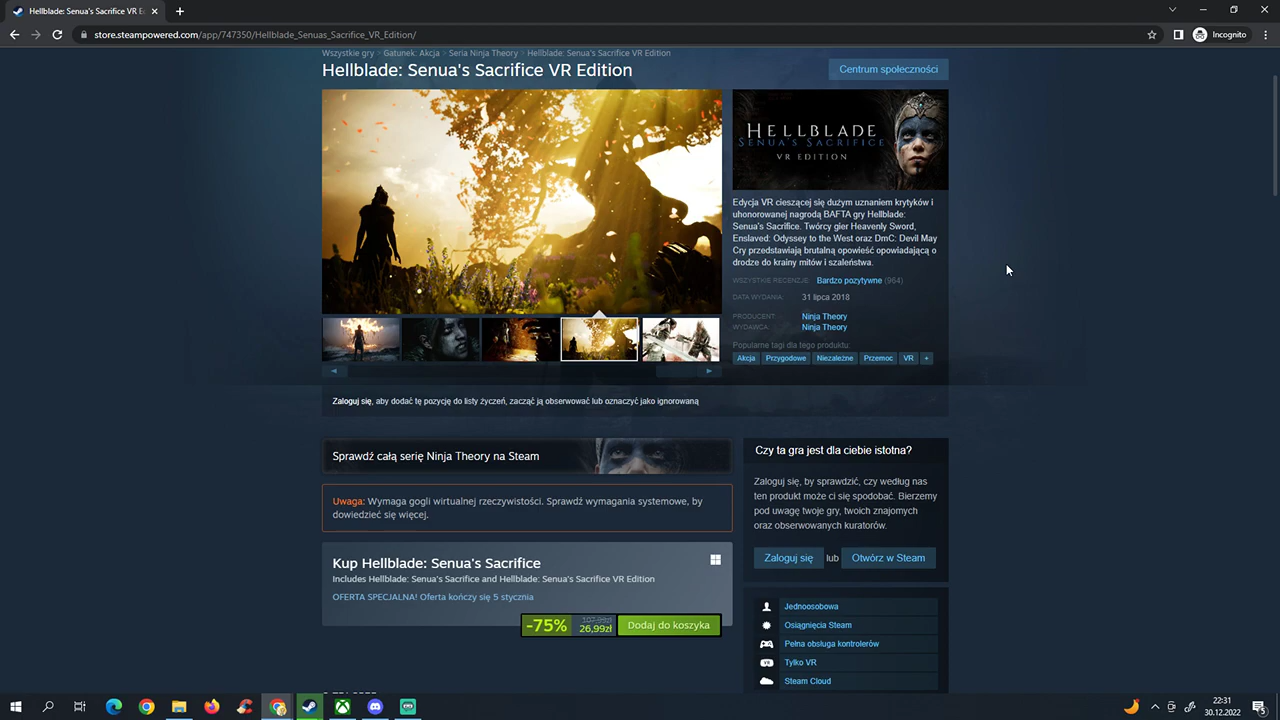 Hellblade: Senua's Sacrifice VR E
store.steampowered.com/app/747350/Hellblade_Senuas_Sacrifice_VR_Edition/
Incognito
Wszystkie gry > Gatunek: Akcja > Seria Ninja Theory > Hellblade: Senua's Sacrifice VR Edition
Hellblade: Senua's Sacrifice VR Edition
Centrum społeczności
HELLBLADE
SENUA'S SACRIFICE
VR EDITION
Edycja VR cieszącej się dużym uznaniem krytyków i
uhonorowanej nagrodą BAFTA gry Hellblade:
Senua's Sacrifice. Twórcy gier Heavenly Sword,
Enslaved: Odyssey to the West oraz DmC: Devil May
Cry przedstawiają brutalną opowieść opowiadającą o
drodze do krainy mitów i szaleństwa.
WSZYSTKIE RECENZJE: Bardzo pozytywne (964)
DATA WYDANIA: 31 lipca 2018
PRODUCENT: Ninja Theory
WYDAWCA: Ninja Theory
Popularne tagi dla tego produktu:
Akcja Przygodowe Niezależne Przemoc VR +
Zaloguj się, aby dodać tę pozycję do listy życzeń, zacząć ją obserwować lub oznaczyć jako ignorowaną
Sprawdź całą serię Ninja Theory na Steam
Uwaga: Wymaga gogli wirtualnej rzeczywistości. Sprawdź wymagania systemowe, by
dowiedzieć się więcej.
Kup Hellblade: Senua's Sacrifice
Includes Hellblade: Senua's Sacrifice and Hellblade: Senua's Sacrifice VR Edition
OFERTA SPECJALNA! Oferta kończy się 5 stycznia
-75%
107,99zł
26,99zł
Dodaj do koszyka
Czy ta gra jest dla ciebie istotna?
Zaloguj się, by sprawdzić, czy według nas
ten produkt może ci się spodobać. Bierzemy
pod uwagę twoje gry, twoich znajomych
oraz obserwowanych kuratorów.
Zaloguj się lub Otwórz w Steam
Jednoosobowa
Osiągnięcia Steam
Pełna obsługa kontrolerów
VR Tylko VR
Steam Cloud
22:31
30.12.2022